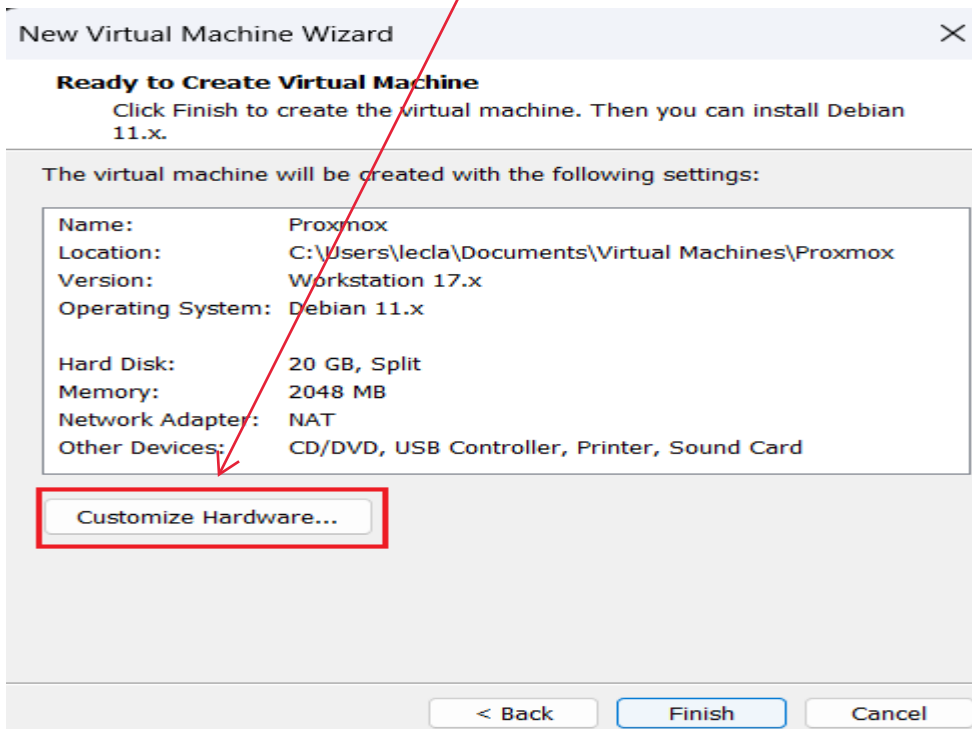 New Virtual Machine Wizard
Ready to Create Virtual Machine
Click Finish to create the virtual machine. Then you can install Debian
11.x.
The virtual machine will be created with the following settings:
Name: Proxmox
Location: C:\Users\lecla\Documents\Virtual Machines\Proxmox
Version: Workstation 17.x
Operating System: Debian 11.x
Hard Disk: 20 GB, Split
Memory: 2048 MB
Network Adapter: NAT
Other Devices: CD/DVD, USB Controller, Printer, Sound Card
Customize Hardware...
< Back Finish Cancel